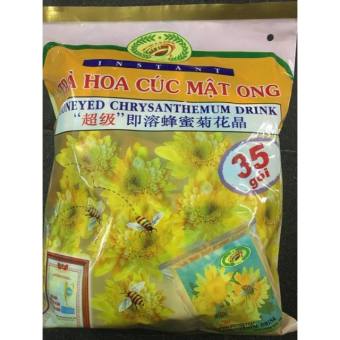 INSTANT
TRÀ HOA CÚC MẬT ONG
HONEYED CHRYSANTHEMUM DRINK
“超级”即溶蜂蜜菊花晶
35
gói